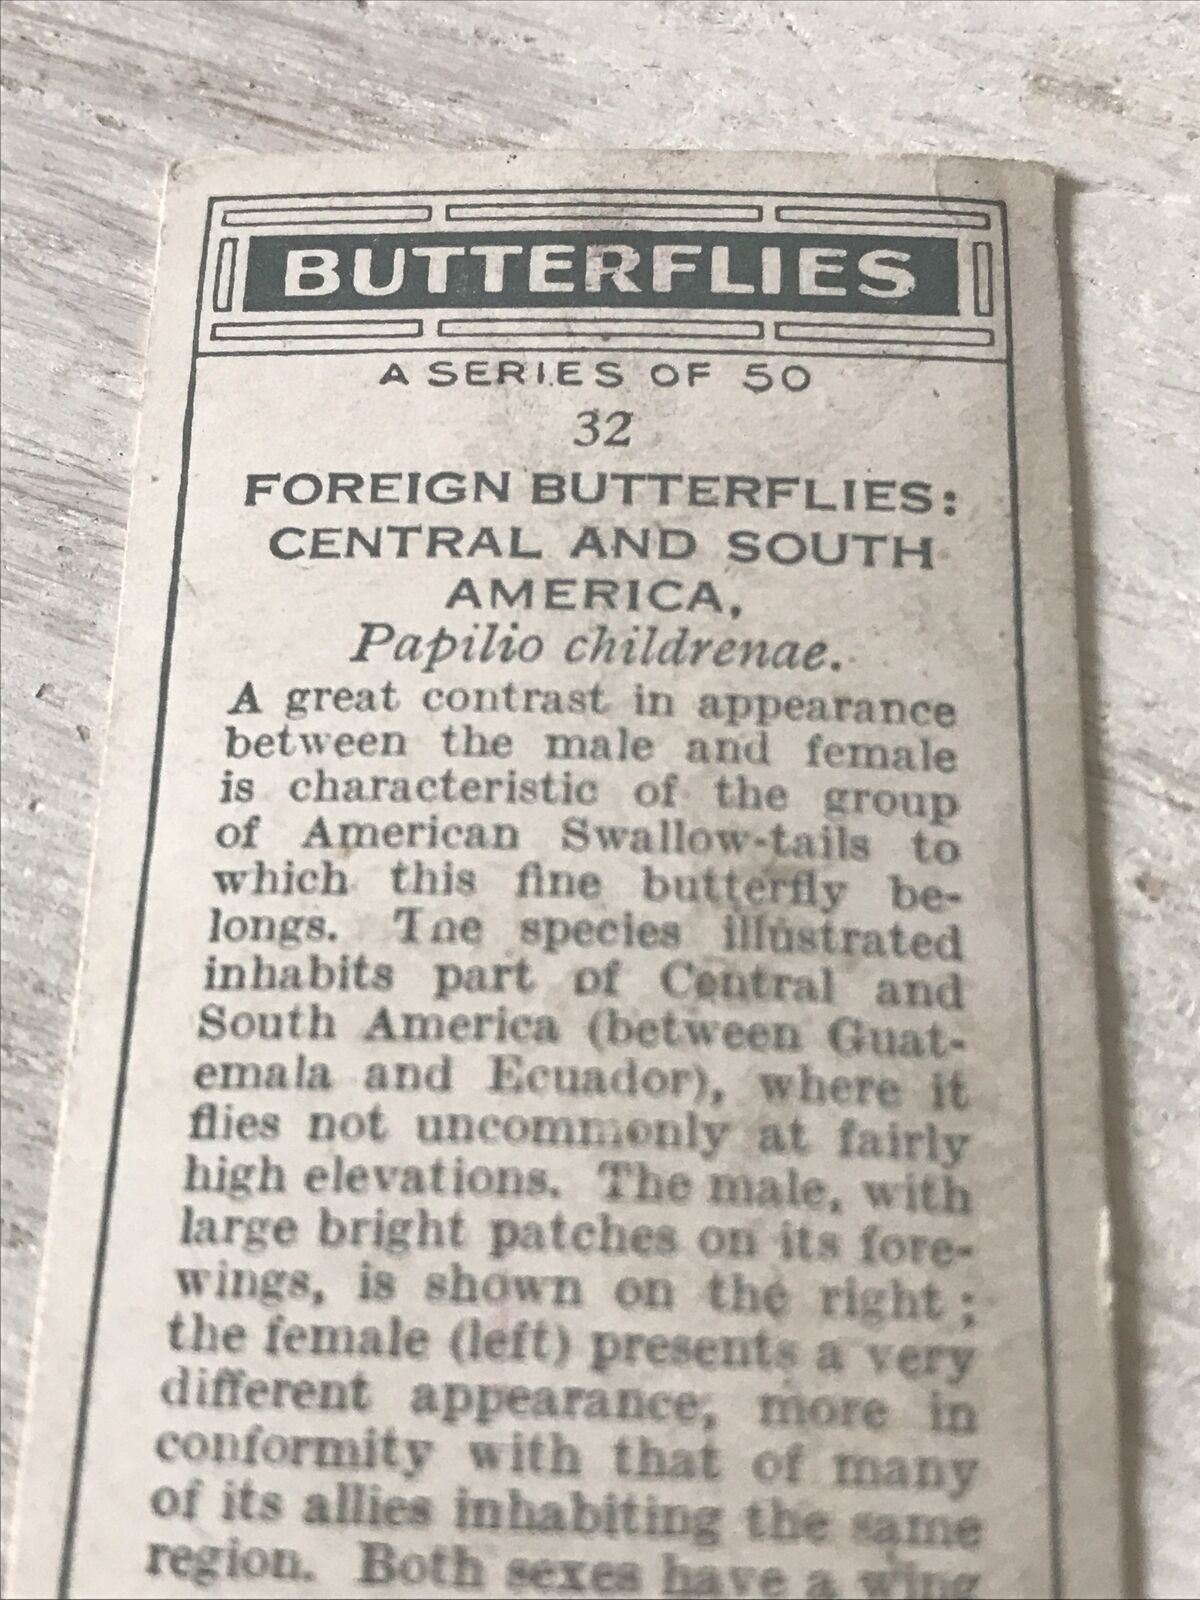 BUTTERFLIES
A SERIES OF 50
32
FOREIGN BUTTERFLIES:
CENTRAL AND SOUTH
AMERICA,
Papilio childrenae.
A great contrast in appearance
between the male and female
is characteristic of the group
of American Swallow-tails to
which this fine butterfly be-
longs. The species illustrated
inhabits part of Central and
South America (between Guat-
emala and Ecuador), where it
flies not uncommonly at fairly
high elevations. The male, with
large bright patches on its fore-
wings, is shown on the right;
the female (left) presents a very
different appearance, more in
conformity with that of many
of its allies inhabiting the same
region. Both sexes have a wing